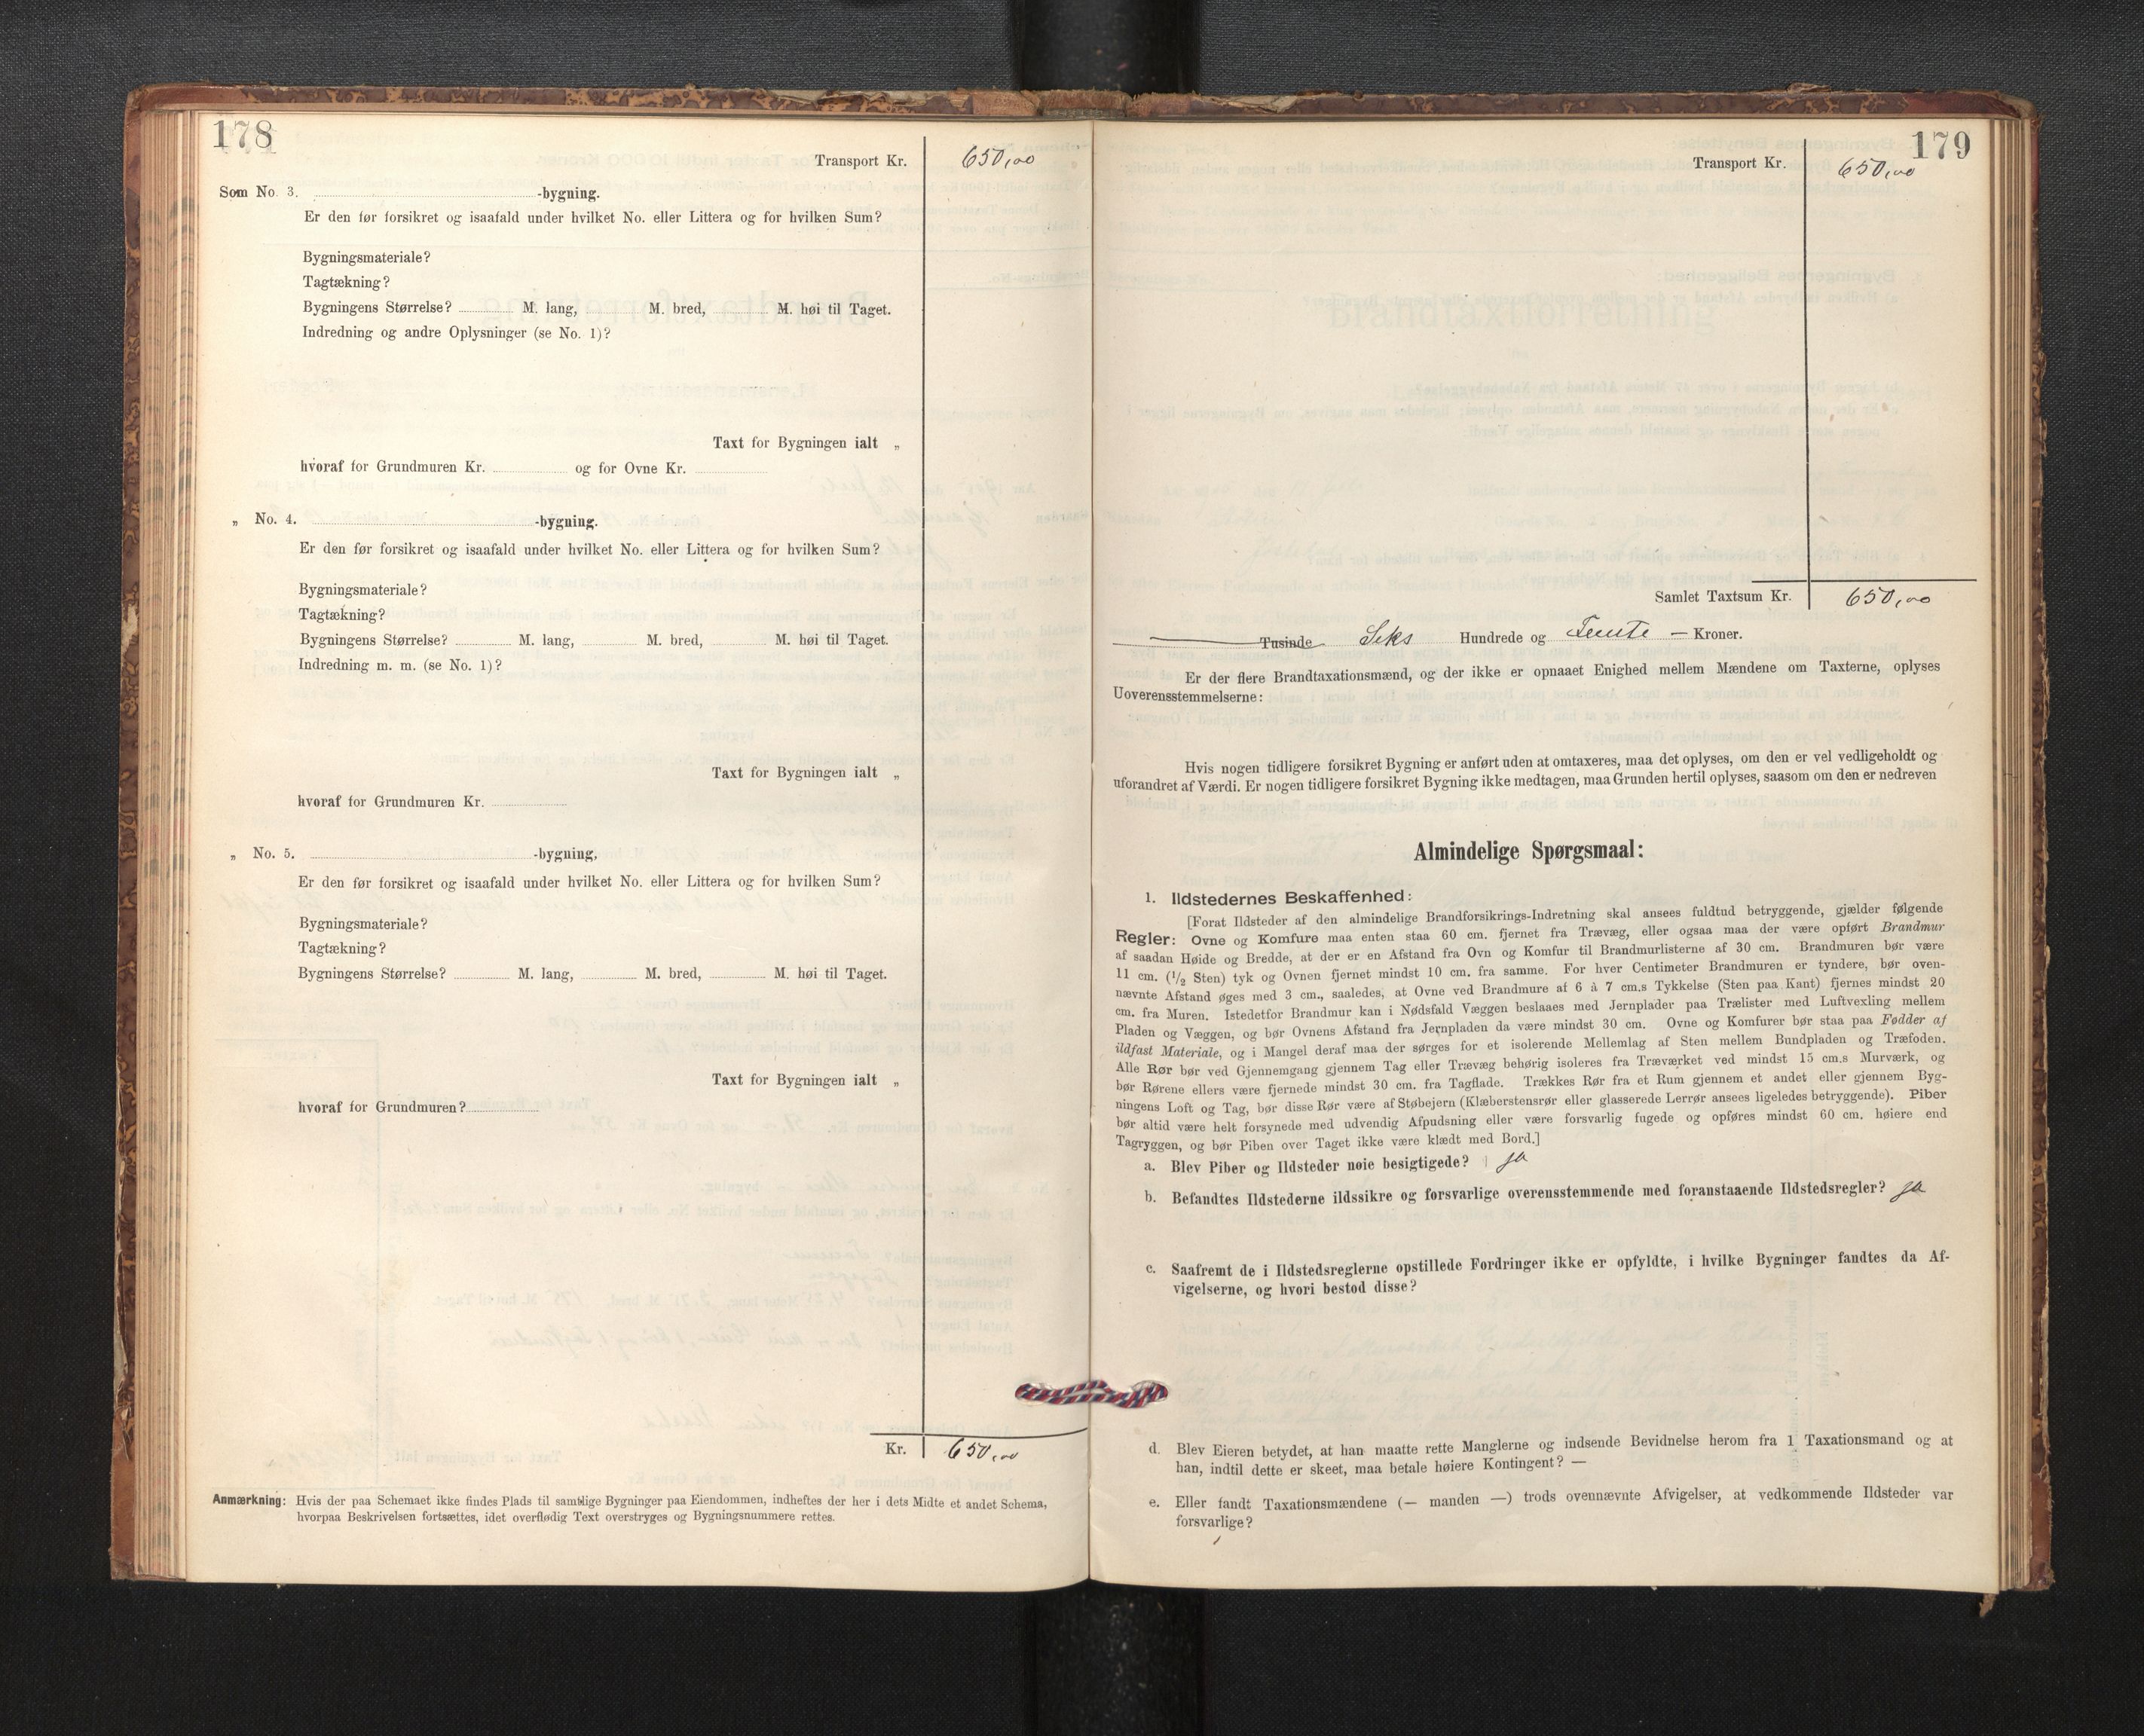 178
Transport Kr. 650,00
Som No. 3. -bygning.
Er den før forsikret og isaafald under hvilket No. eller Littera og for hvilken Sum?
Bygningsmateriale?
Tagtækning?
Bygningens Størrelse? M. lang, M. bred, M. høi til Taget.
Indredning og andre Oplysninger (se No. 1)?
Taxt for Bygningen ialt „
hvoraf for Grundmuren Kr. og for Ovne Kr.
„ No. 4. -bygning.
Er den før forsikret og isaafald under hvilket No. eller Littera og for hvilken Sum?
Bygningsmateriale?
Tagtækning?
Bygningens Størrelse? M. lang, M. bred, M. høi til Taget.
Indredning m. m. (se No. 1)?
Taxt for Bygningen ialt „
hvoraf for Grundmuren Kr.
„ No. 5. -bygning,
Er den før forsikret og isaafald under hvilket No. eller Littera og for hvilken Sum?
Bygningsmateriale?
Tagtækning?
Bygningens Størrelse? M. lang, M. bred, M. høi til Taget.
Taxt for Bygningen ialt „
hvoraf for Grundmuren?
Kr. 650,00
Anmærkning: Hvis der paa Schemaet ikke findes Plads til samtlige Bygninger paa Eiendommen, indheftes der her i dets Midte et andet Schema,
hvorpaa Beskrivelsen fortsættes, idet overflødig Text overstryges og Bygningsnummere rettes.
179
Transport Kr. 650,00
Samlet Taxtsum Kr. 650,00
Tusinde Seks Hundrede og Femti — Kroner.
Er der flere Brandtaxationsmænd, og der ikke er opnaaet Enighed mellem Mændene om Taxterne, oplyses
Uoverensstemmelserne:
Hvis nogen tidligere forsikret Bygning er anført uden at omtaxeres, maa det oplyses, om den er vel vedligeholdt og
uforandret af Værdi. Er nogen tidligere forsikret Bygning ikke medtagen, maa Grunden hertil oplyses, saasom om den er nedreven
Almindelige Spørgsmaal:
1. Ildstedernes Beskaffenhed:
[Forat Ildsteder af den almindelige Brandforsikrings-Indretning skal ansees fuldtud betryggende, gjælder følgende
Regler: Ovne og Komfure maa enten staa 60 cm. fjernet fra Trævæg, eller ogsaa maa der være opført Brandmur
af saadan Høide og Bredde, at der er en Afstand fra Ovn og Komfur til Brandmurlisterne af 30 cm. Brandmuren bør være
11 cm. (1/2 Sten) tyk og Ovnen fjernet mindst 10 cm. fra samme. For hver Centimeter Brandmuren er tyndere, bør oven-
nævnte Afstand øges med 3 cm., saaledes, at Ovne ved Brandmure af 6 à 7 cm.s Tykkelse (Sten paa Kant) fjernes mindst 20
cm. fra Muren. Istedetfor Brandmur kan i Nødsfald Væggen beslaaes med Jernplader paa Trælister med Luftvexling mellem
Pladen og Væggen, og bør Ovnens Afstand fra Jernpladen da være mindst 30 cm. Ovne og Komfurer bør staa paa Fødder af
ildfast Materiale, og i Mangel deraf maa der sørges for et isolerende Mellemlag af Sten mellem Bundpladen og Træfoden.
Alle Rør bør ved Gjennemgang gjennem Tag eller Trævæg behørig isoleres fra Træværket ved mindst 15 cm.s Murværk, og
bør Rørene ellers være fjernede mindst 30 cm. fra Tagflade. Trækkes Rør fra et Rum gjennem et andet eller gjennem Byg-
ningens Loft og Tag, bør disse Rør være af Støbejern (Klæberstensrør eller glasserede Lerrør ansees ligeledes betryggende). Piber
bør altid være helt forsynede med udvendig Afpudsning eller være forsvarlig fugede og opføres mindst 60 cm. høiere end
Tagryggen, og bør Piben over Taget ikke være klædt med Bord.]
a. Blev Piber og Ildsteder nøie besigtigede? ja
b. Befandtes Ildstederne ildssikre og forsvarlige overensstemmende med foranstaaende Ildstedsregler? ja
c. Saafremt de i Ildstedsreglerne opstillede Fordringer ikke er opfyldte, i hvilke Bygninger fandtes da Af-
vigelserne, og hvori bestod disse?
d. Blev Eieren betydet, at han maatte rette Manglerne og indsende Bevidnelse herom fra 1 Taxationsmand og at
han, indtil dette er skeet, maa betale høiere Kontingent? —
e. Eller fandt Taxationsmændene (— manden —) trods ovennævnte Afvigelser, at vedkommende Ildsteder var
forsvarlige?